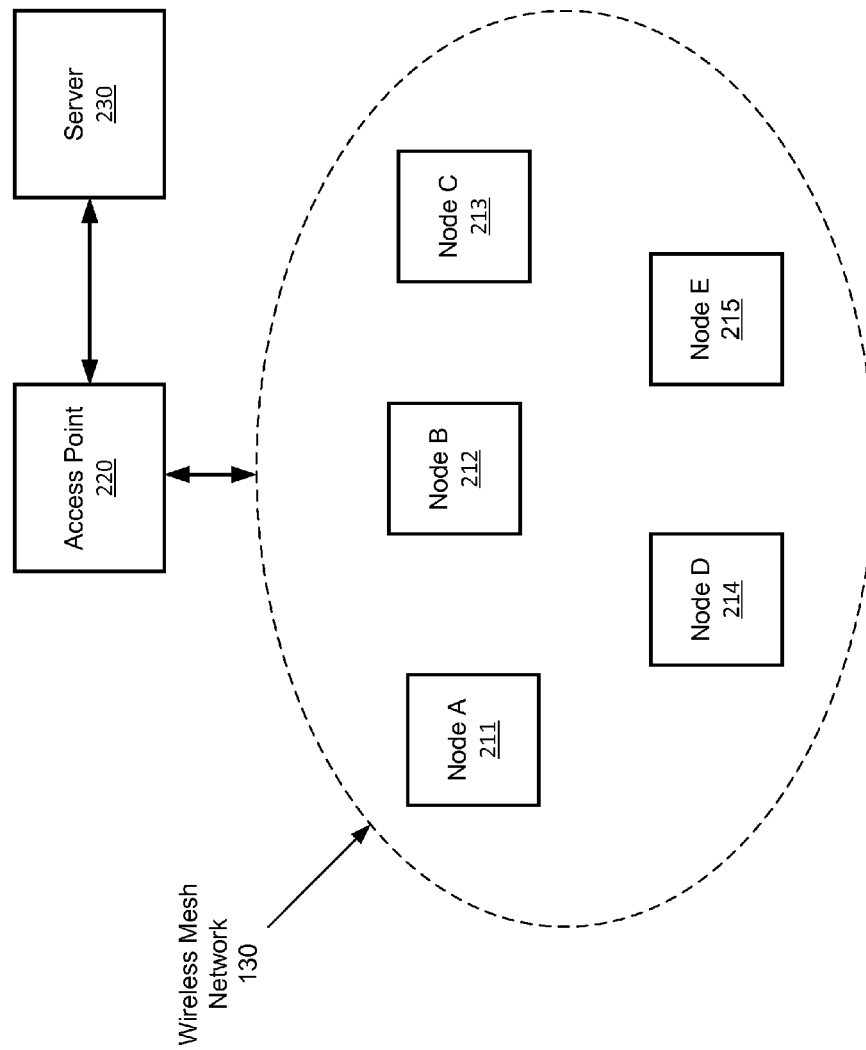 Access Point
220
Server
230
Wireless Mesh
Network
130
Node A
211
Node B
212
Node C
213
Node D
214
Node E
215